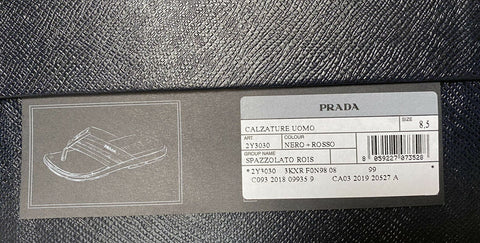 PRADA
CALZATURE UOMO
SIZE
8,5
ART
COLOUR
2Y3030
NERO+ROSSO
GROUP NAME
SPAZZOLATO ROIS
8 059227 073528
*2Y3030 3KXR F0N98 08 99
C093 2018 09935 9 CA03 2019 20527 A